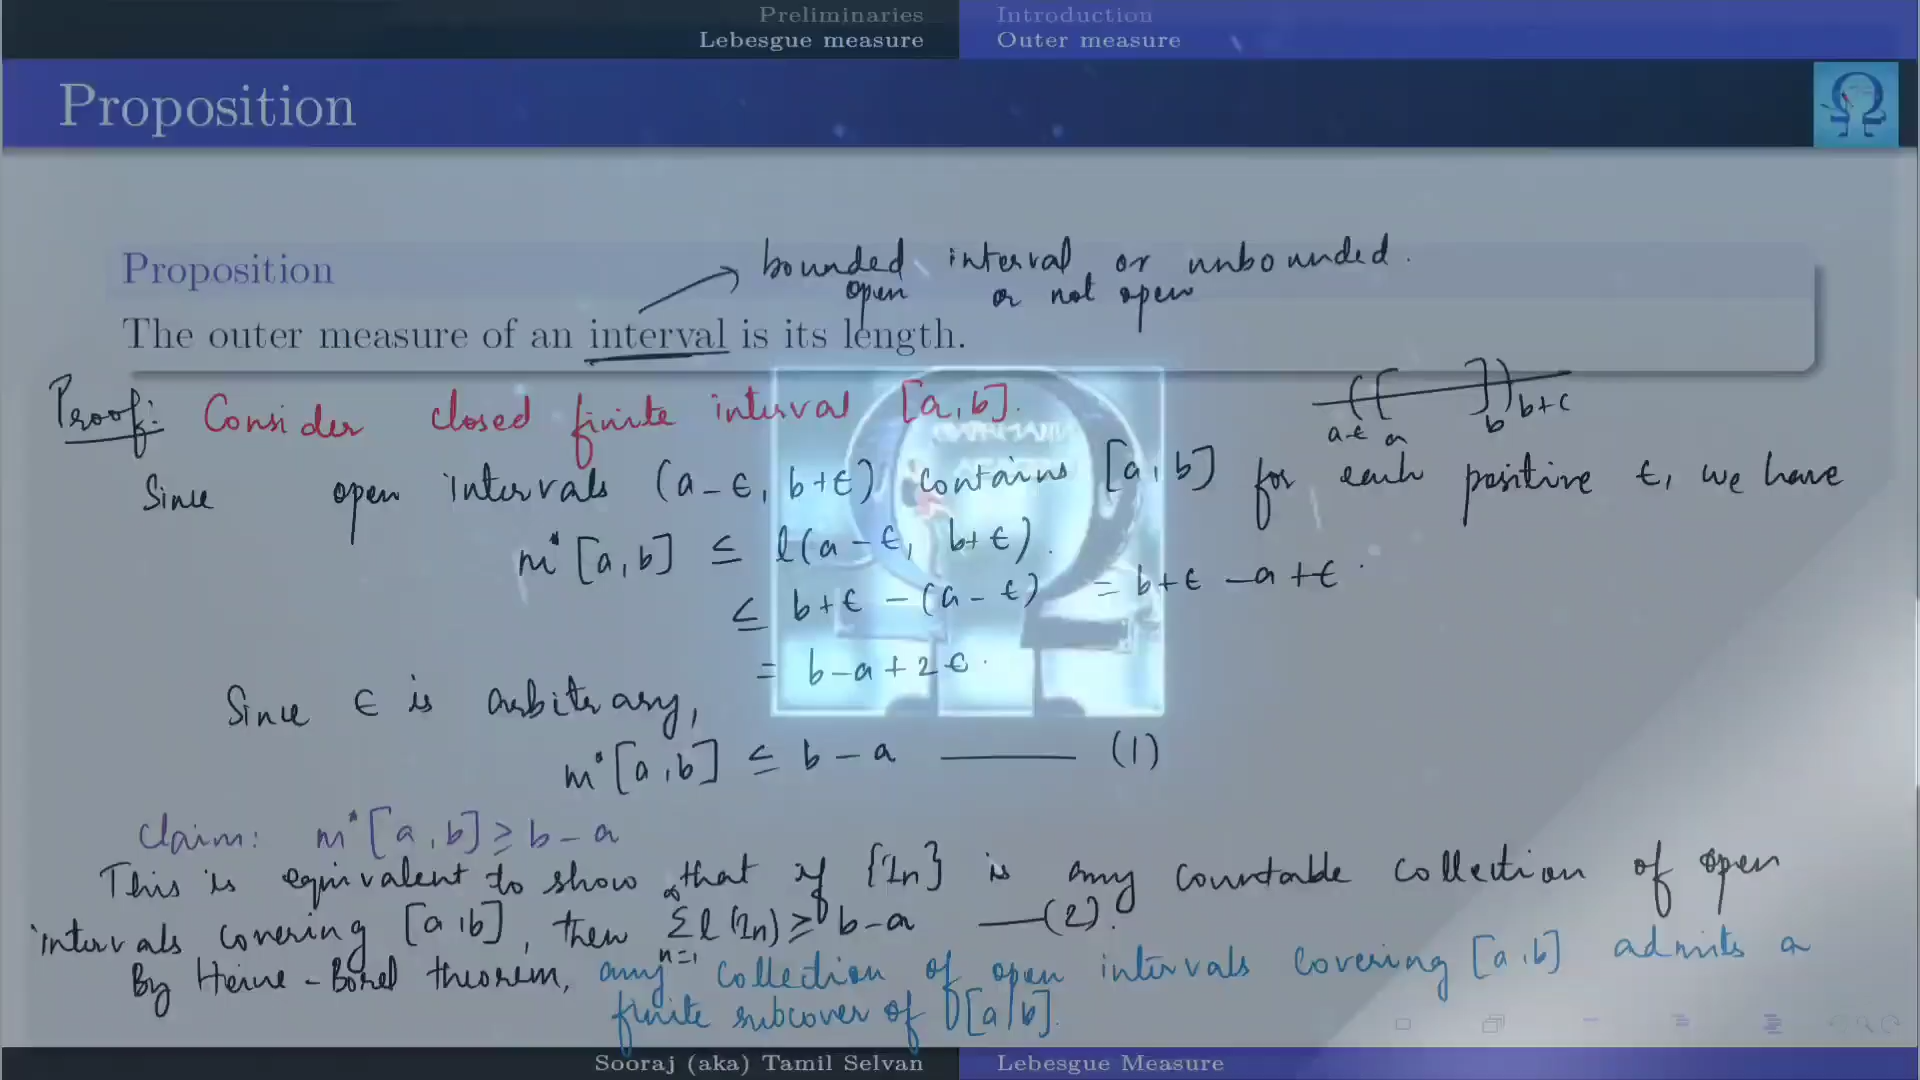 Preliminaries
Lebesgue measure
Introduction
Outer measure
Proposition
Proposition
bounded interval or unbounded.
open or not open
The outer measure of an interval is its length.
Proof: Consider closed finite interval [a,b].
a-ϵ a b b+ϵ
Since open intervals (a-ϵ, b+ϵ) contains [a,b] for each positive ϵ, we have
m*[a,b] ≤ l(a-ϵ, b+ϵ).
≤ b+ϵ -(a-ϵ) = b+ϵ -a+ϵ.
= b-a+2ϵ.
Since ϵ is arbitrary,
m*[a,b] ≤ b-a —— (1)
Claim: m*[a,b] ≥ b-a
This is equivalent to show that if {In} is any countable collection of open
intervals covering [a,b], then ∞Σn=1 l(In) ≥ b-a ——(2).
By Heine-Borel theorem, any collection of open intervals covering [a,b] admits a
finite subcover of [a,b].
Sooraj (aka) Tamil Selvan
Lebesgue Measure